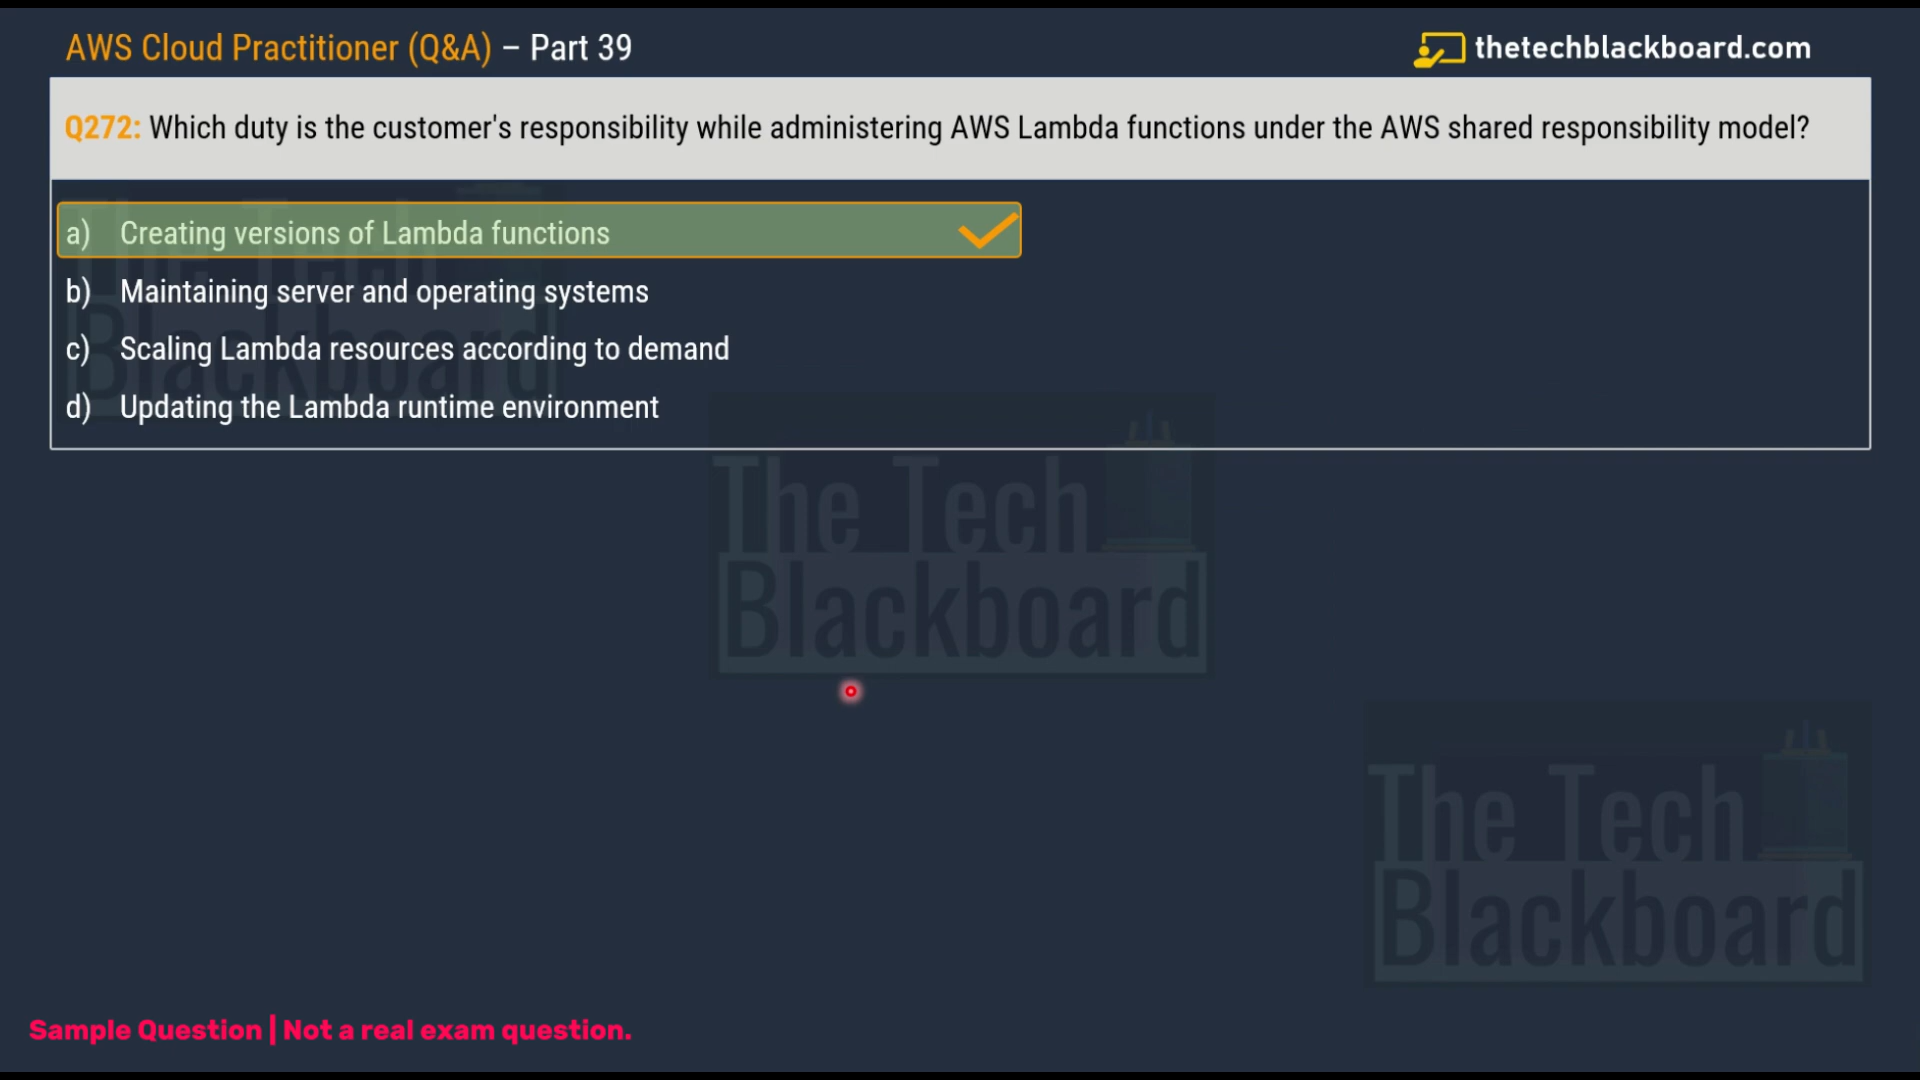 AWS Cloud Practitioner (Q&A) – Part 39
thetechblackboard.com
Q272: Which duty is the customer's responsibility while administering AWS Lambda functions under the AWS shared responsibility model?
a) Creating versions of Lambda functions
b) Maintaining server and operating systems
c) Scaling Lambda resources according to demand
d) Updating the Lambda runtime environment
The Tech
Blackboard
The Tech
Blackboard
The Tech
Blackboard
Sample Question | Not a real exam question.